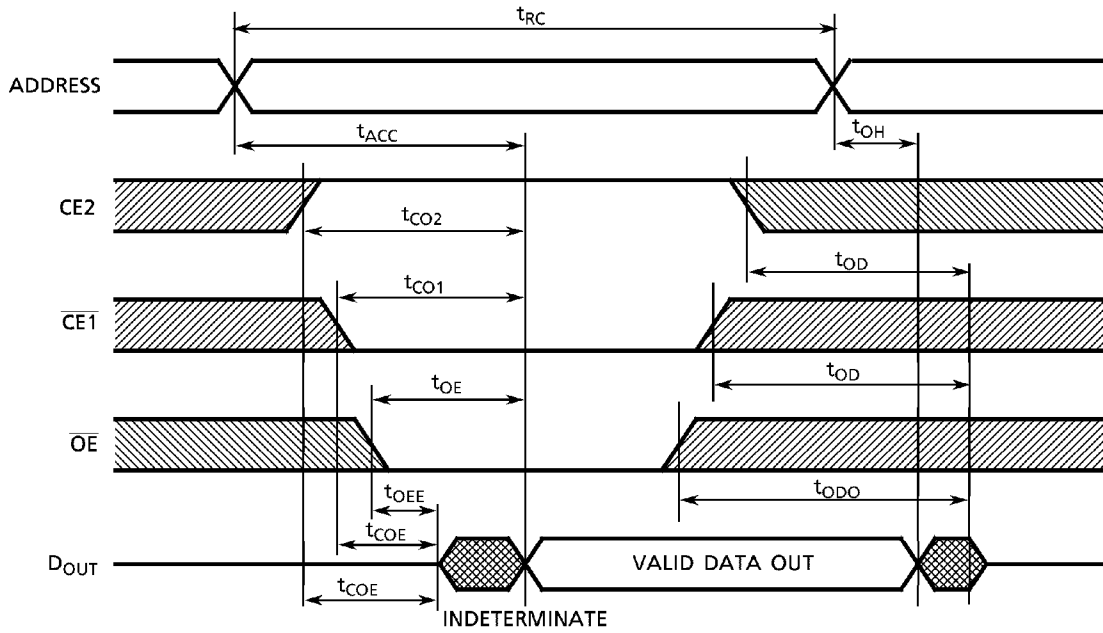 tRC
ADDRESS
tACC
tOH
CE2
tCO2
tOD
CE1
tCO1
tOD
OE
tOE
tODO
tOEE
tCOE
DOUT
VALID DATA OUT
tCOE
INDETERMINATE